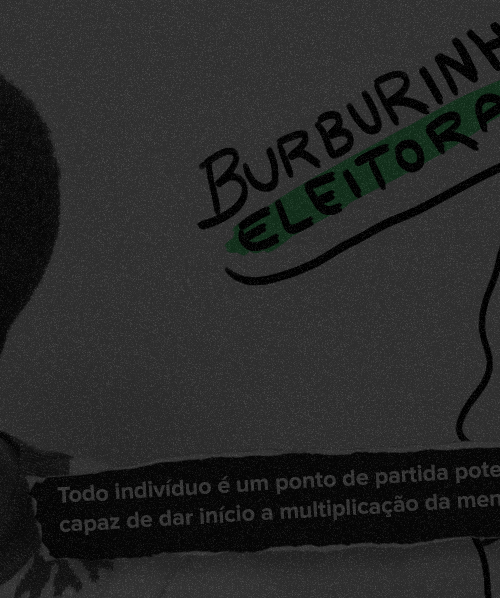 BURBURINH
ELEITORA
Todo indivíduo é um ponto de partida pote
capaz de dar início a multiplicação da men